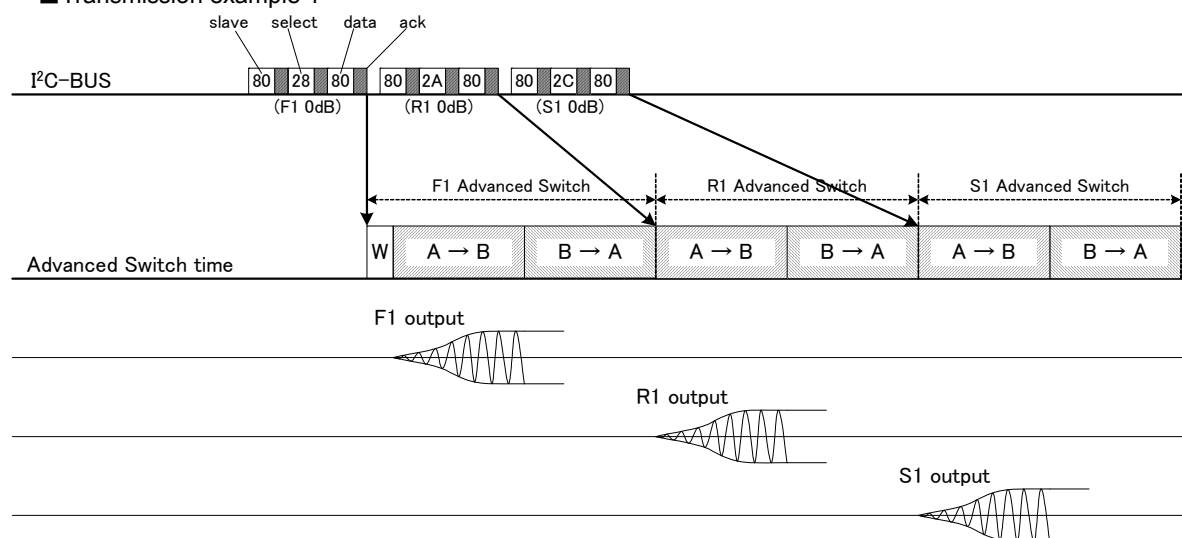 ■ Transmission example 1
slave select data ack
I²C-BUS
80 28 80 80 2A 80 80 2C 80
(F1 0dB) (R1 0dB) (S1 0dB)
F1 Advanced Switch R1 Advanced Switch S1 Advanced Switch
W A → B B → A A → B B → A A → B B → A
Advanced Switch time
F1 output
R1 output
S1 output